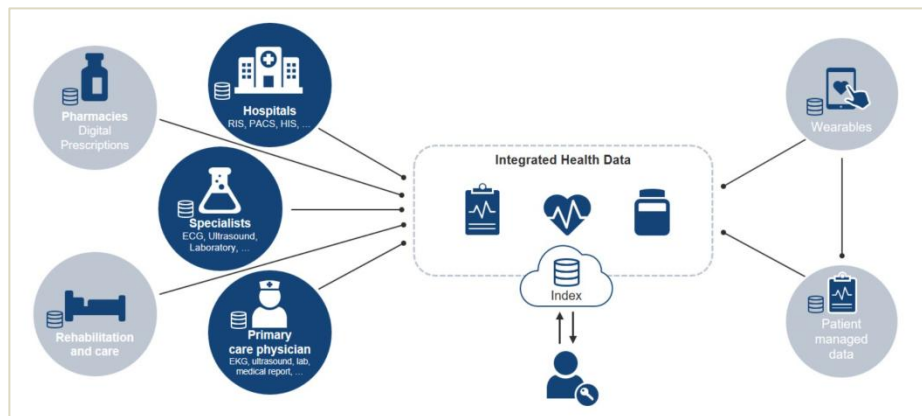 Pharmacies
Digital
Prescriptions
Hospitals
RIS, PACS, HIS, ...
Specialists
ECG, Ultrasound,
Laboratory, ...
Rehabilitation
and care
Primary
care physician
EKG, ultrasound, lab,
medical report, ...
Integrated Health Data
Index
Wearables
Patient
managed
data